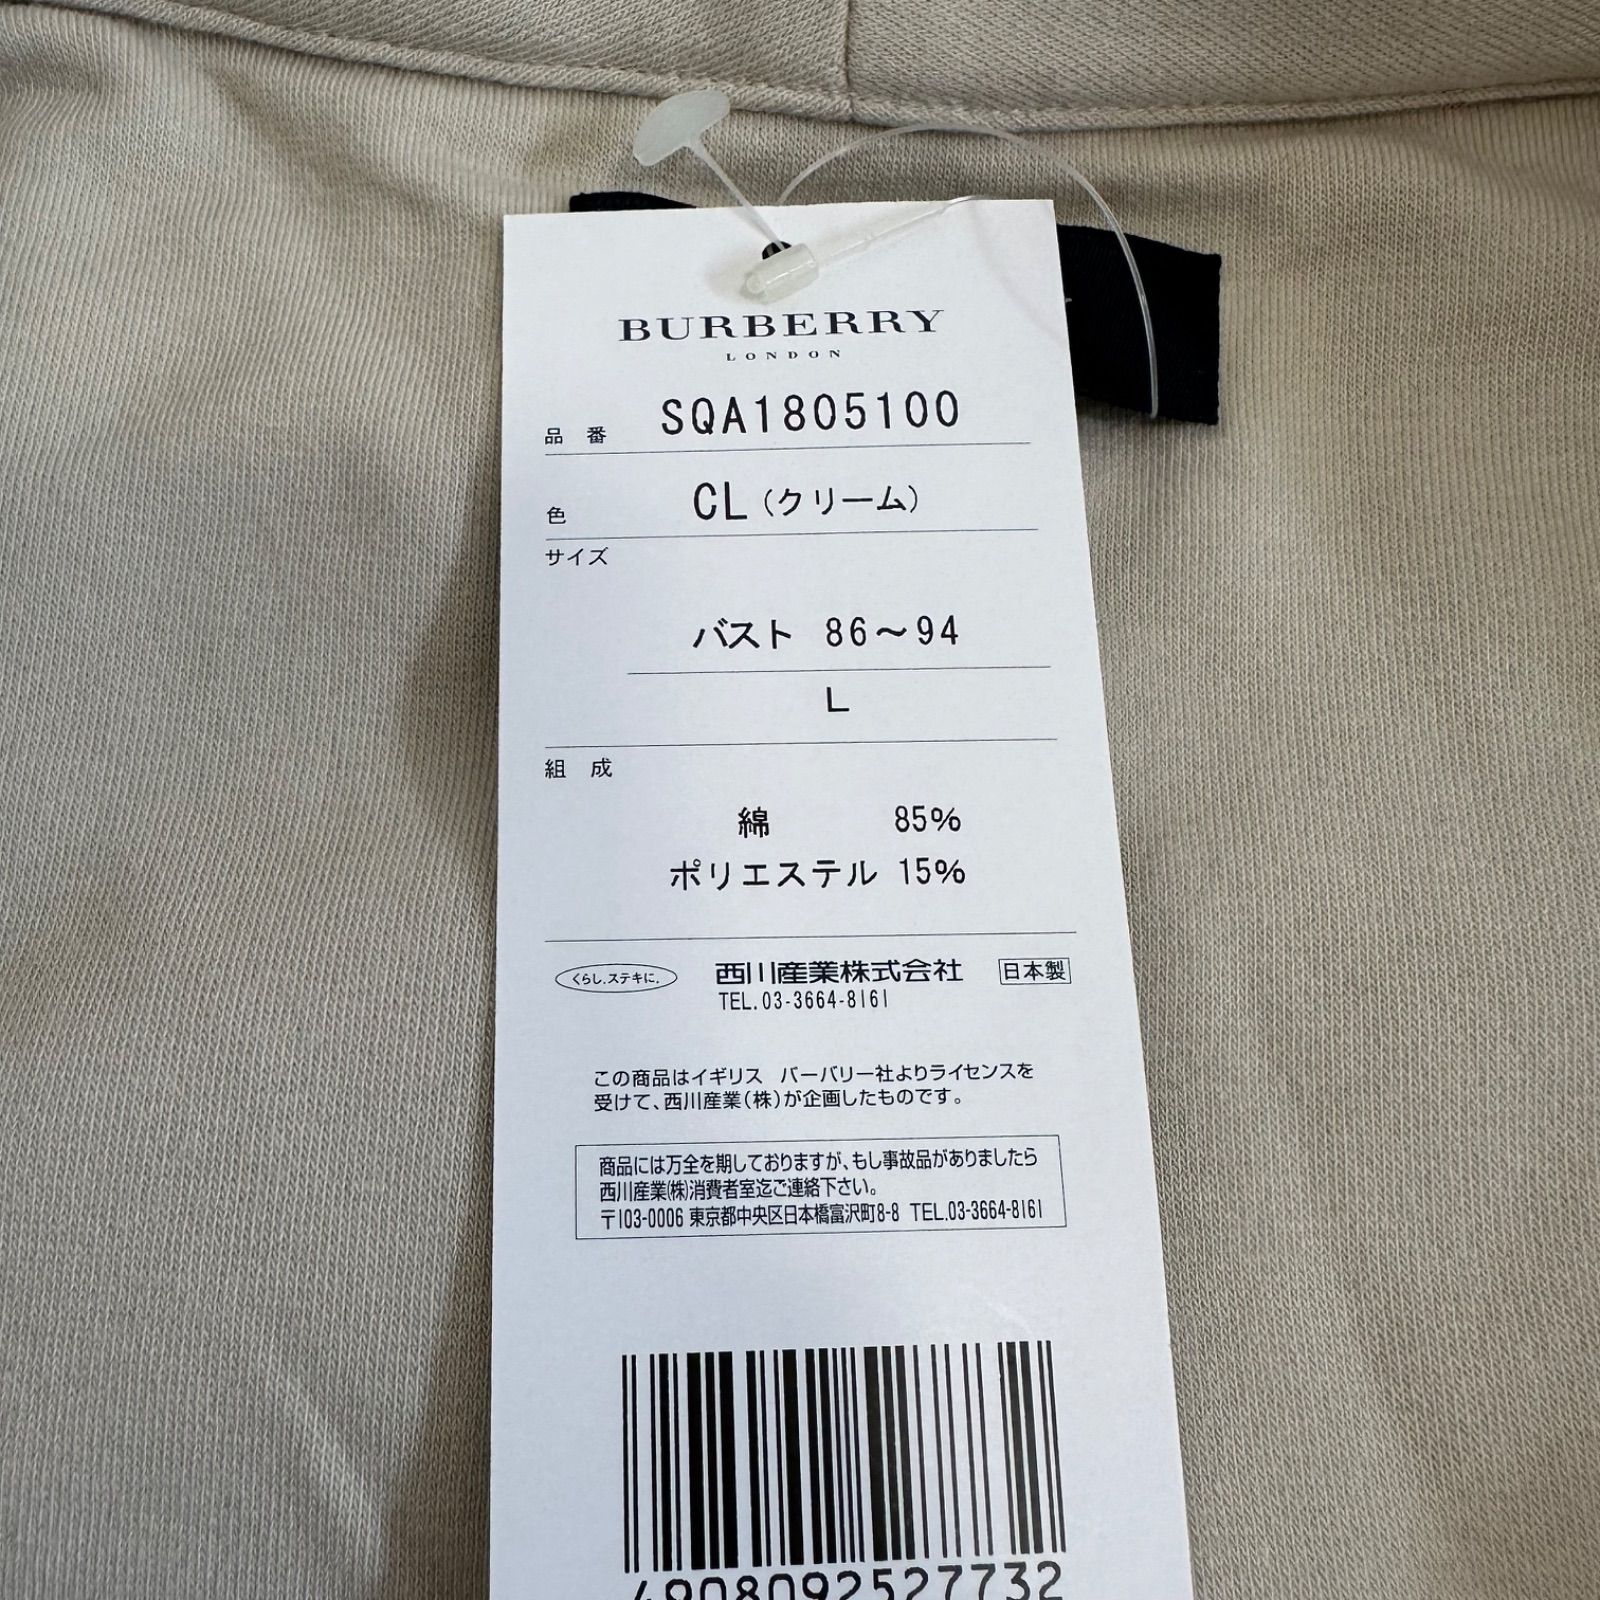 BURBERRY
LONDON
品番 SQA1805100
色 CL(クリーム)
サイズ
バスト 86~94
L
組成
綿 85%
ポリエステル 15%
くらし、ステキに。 西川産業株式会社 日本製
TEL.03-3664-8161
この商品はイギリス バーバリー社よりライセンスを
受けて、西川産業(株)が企画したものです。
商品には万全を期しておりますが、もし事故品がありましたら
西川産業(株)消費者室迄ご連絡下さい。
〒103-0006 東京都中央区日本橋富沢町8-8 TEL.03-3664-8161
4908092527732